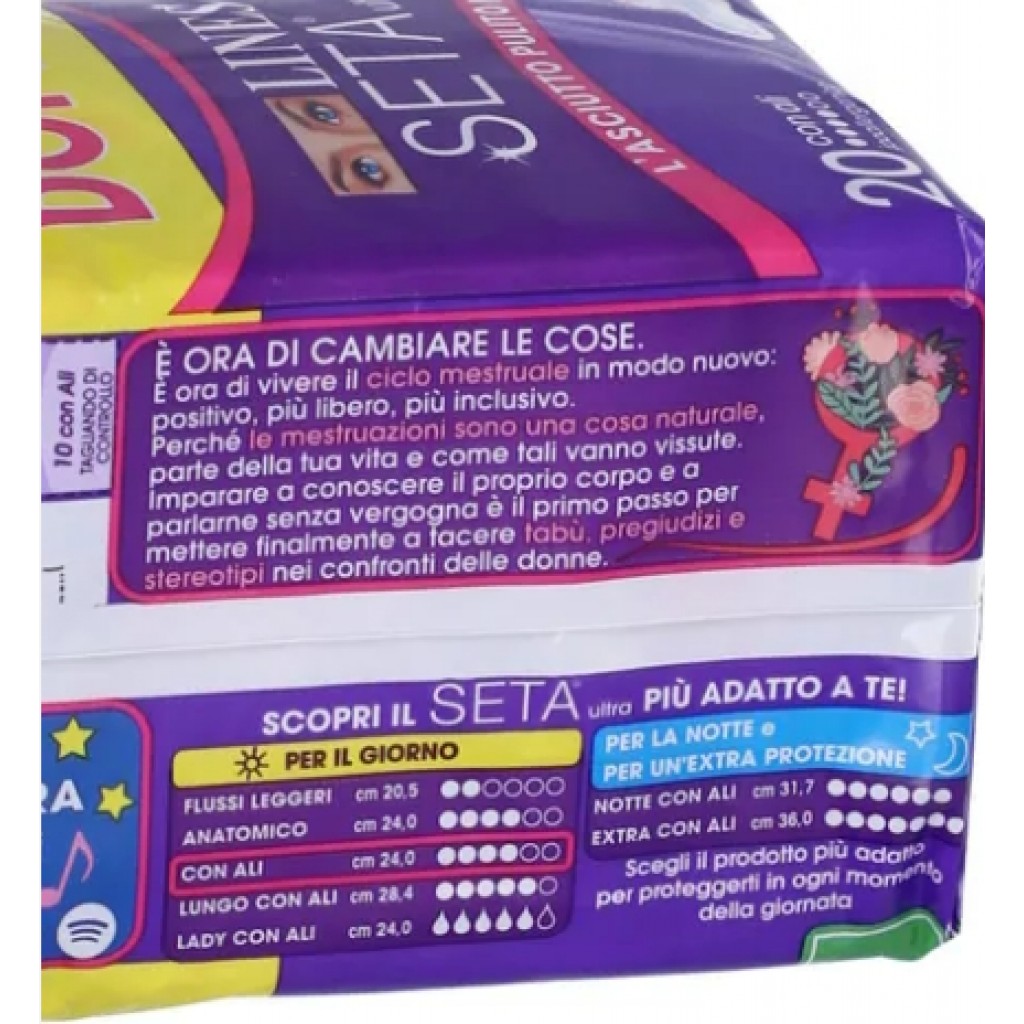 LINES
SETA
L'ASCIUTTO PULITO
20 con ali
10 con Ali
TAGLIANDO DI
CONTROLLO
È ORA DI CAMBIARE LE COSE.
È ora di vivere il ciclo mestruale in modo nuovo:
positivo, più libero, più inclusivo.
Perché le mestruazioni sono una cosa naturale,
parte della tua vita e come tali vanno vissute.
Imparare a conoscere il proprio corpo e a
parlarne senza vergogna è il primo passo per
mettere finalmente a tacere tabù, pregiudizi e
stereotipi nei confronti delle donne.
SCOPRI IL SETA ultra PIÙ ADATTO A TE!
PER IL GIORNO
FLUSSI LEGGERI cm 20,5
ANATOMICO cm 24,0
CON ALI cm 24,0
LUNGO CON ALI cm 28,4
LADY CON ALI cm 24,0
PER LA NOTTE e
PER UN'EXTRA PROTEZIONE
NOTTE CON ALI cm 31,7
EXTRA CON ALI cm 36,0
Scegli il prodotto più adatto
per proteggerti in ogni momento
della giornata
RA